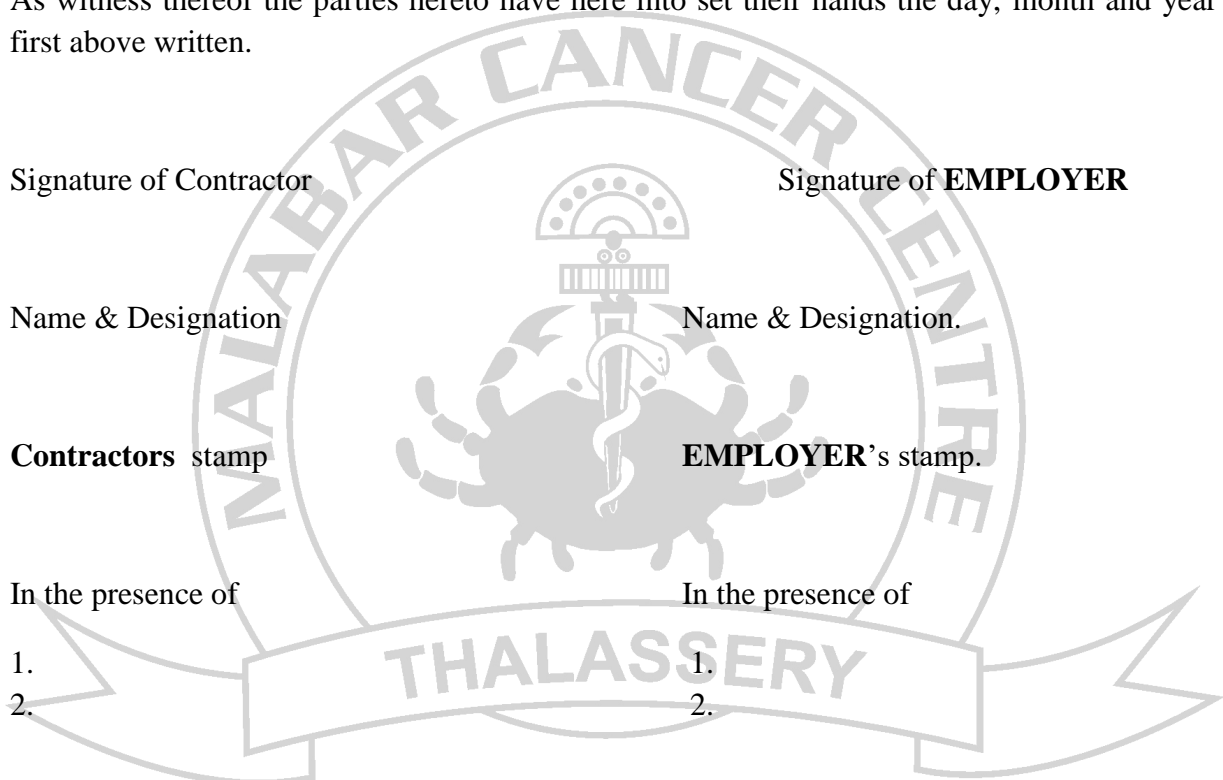 As witness thereof the parties hereto have here into set their hands the day, month and year
first above written.
MALABAR CANCER CENTRE
Signature of Contractor Signature of EMPLOYER
Name & Designation Name & Designation.
Contractors stamp EMPLOYER’s stamp.
In the presence of In the presence of
THALASSERY
1. 1.
2. 2.